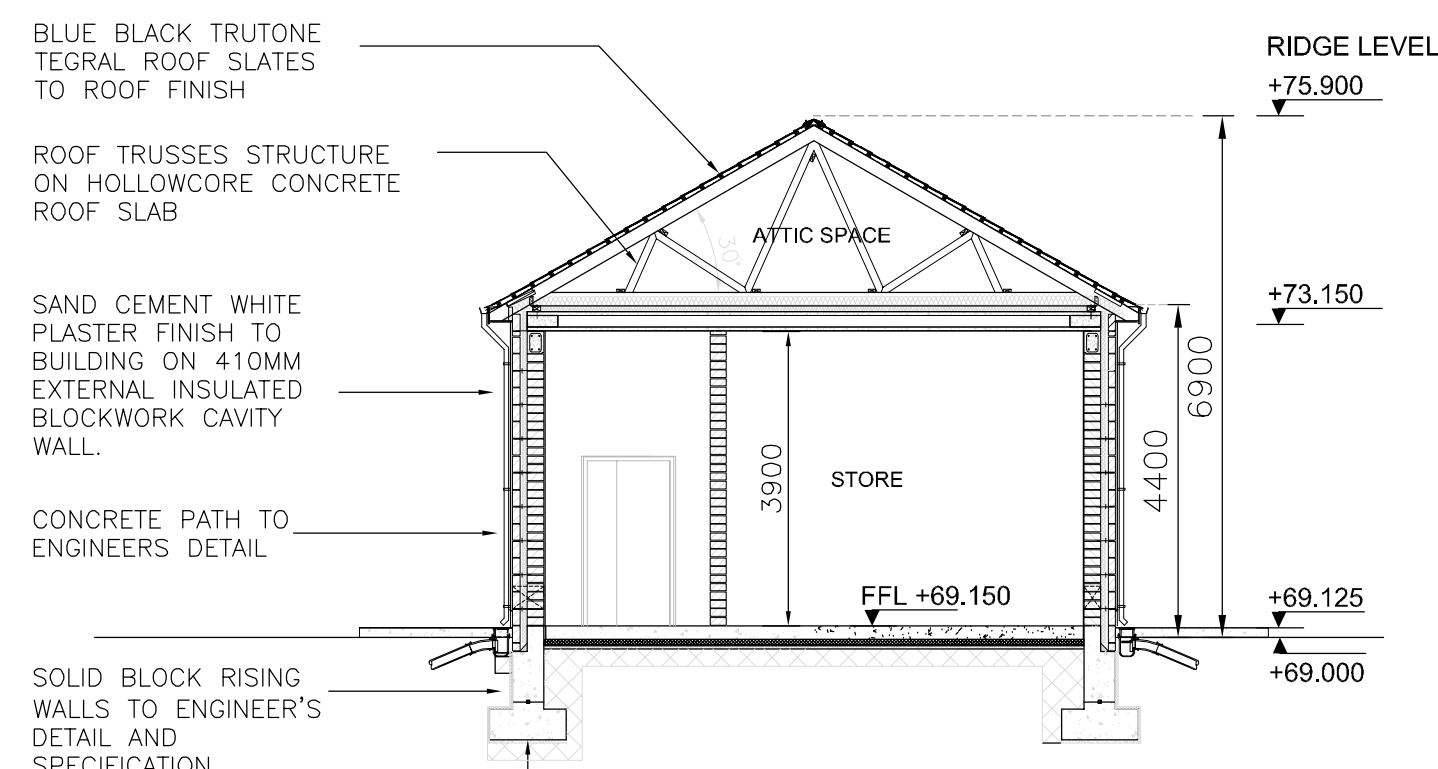 BLUE BLACK TRUTONE
TEGRAL ROOF SLATES
TO ROOF FINISH
ROOF TRUSSES STRUCTURE
ON HOLLOWCORE CONCRETE
ROOF SLAB
SAND CEMENT WHITE
PLASTER FINISH TO
BUILDING ON 410MM
EXTERNAL INSULATED
BLOCKWORK CAVITY
WALL.
CONCRETE PATH TO
ENGINEERS DETAIL
SOLID BLOCK RISING
WALLS TO ENGINEER'S
DETAIL AND
SPECIFICATION
30°
ATTIC SPACE
3900
STORE
FFL +69.150
4400
6900
RIDGE LEVEL
+75.900
+73.150
+69.125
+69.000